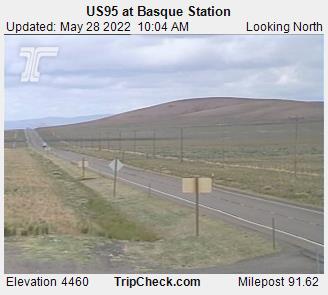 US95 at Basque Station
Updated: May 28 2022 10:04 AM Looking North
Elevation 4460 TripCheck.com Milepost 91.62